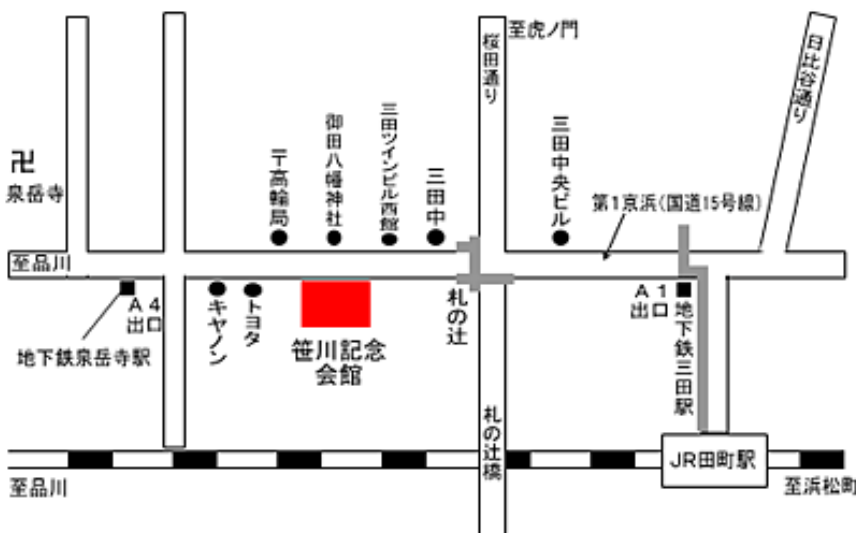 至虎ノ門
桜田通り
日比谷通り
卍
泉岳寺
〒高輪局
御田八幡神社
三田ツインビル西館
三田中
三田中央ビル
第1京浜(国道15号線)
至品川
A4
出口
地下鉄泉岳寺駅
キヤノン
トヨタ
笹川記念
会館
札の辻
A1
出口
地下鉄三田駅
札の辻橋
JR田町駅
至品川
至浜松町